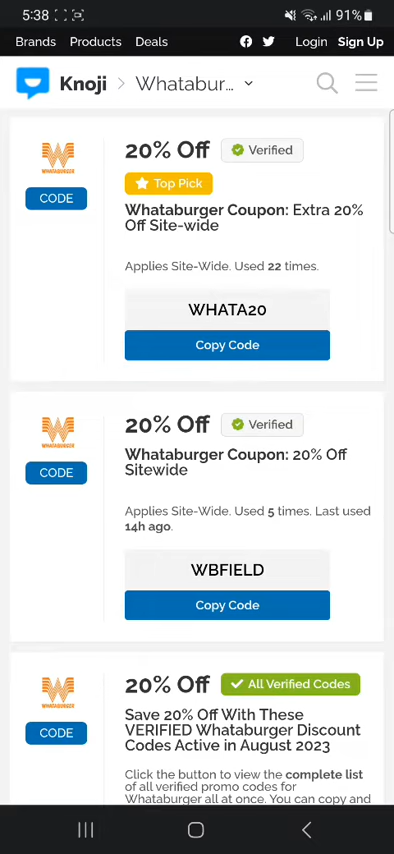 5:38
91%
Brands Products Deals Login Sign Up
Knoji > Whatabur...
WHATABURGER
CODE
20% Off Verified
Top Pick
Whataburger Coupon: Extra 20%
Off Site-wide
Applies Site-Wide. Used 22 times.
WHATA20
Copy Code
WHATABURGER
CODE
20% Off Verified
Whataburger Coupon: 20% Off
Sitewide
Applies Site-Wide. Used 5 times. Last used
14h ago.
WBFIELD
Copy Code
WHATABURGER
CODE
20% Off All Verified Codes
Save 20% Off With These
VERIFIED Whataburger Discount
Codes Active in August 2023
Click the button to view the complete list
of all verified promo codes for
Whataburger all at once. You can copy and